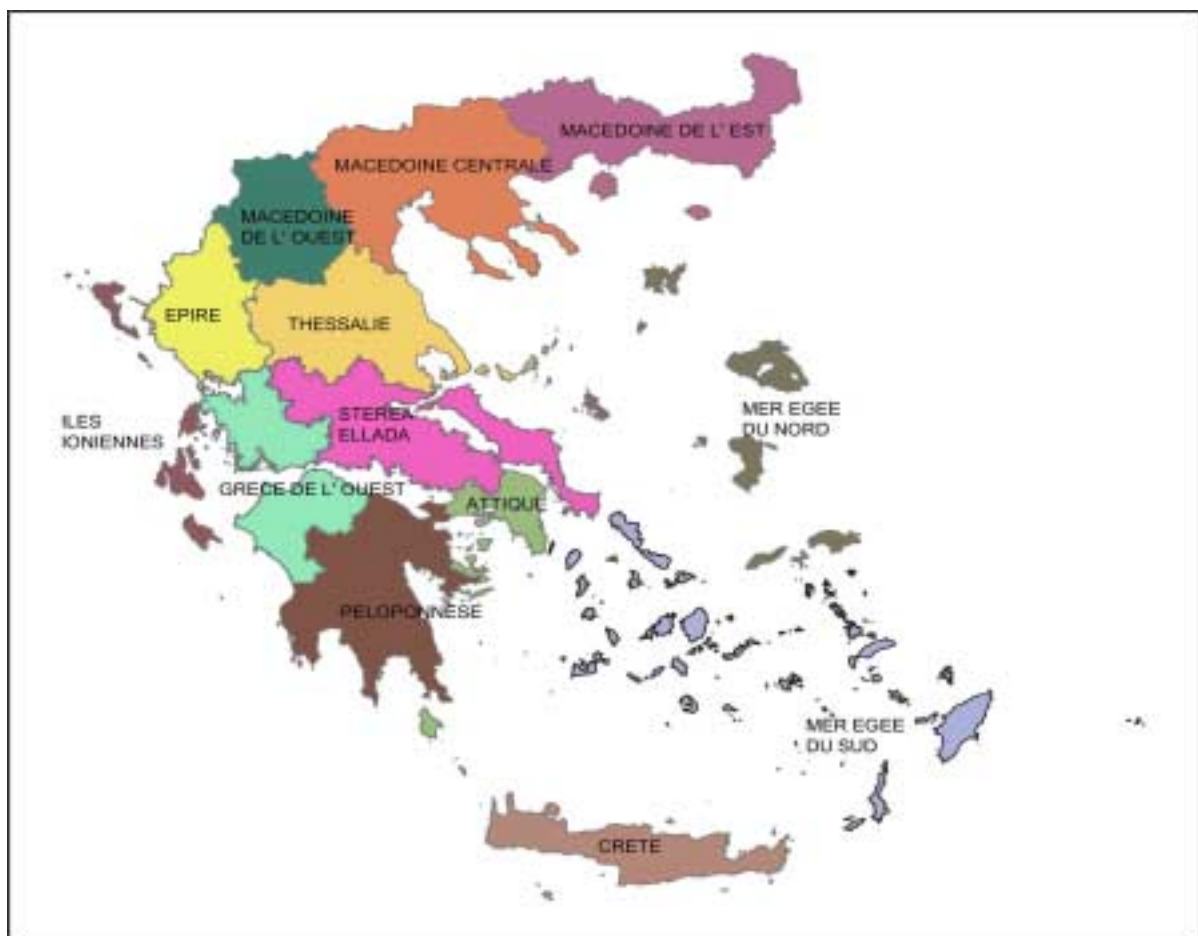 MACEDOINE DE L' EST
MACEDOINE CENTRALE
MACEDOINE
DE L' OUEST
EPIRE
THESSALIE
ILES
IONIENNES
STEREA
ELLADA
MER EGEE
DU NORD
GRECE DE L' OUEST
ATTIQUE
PELOPONNESE
MER EGEE
DU SUD
CRETE